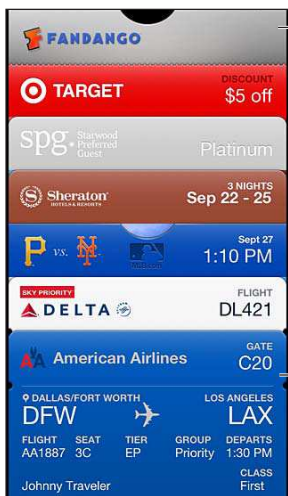 FANDANGO
DISCOUNT
TARGET $5 off
spg. Starwood
Preferred
Guest
Platinum
3 NIGHTS
Sheraton Sep 22 - 25
HOTELS & RESORTS
Sept 27
P vs. NY 1:10 PM
SKY PRIORITY FLIGHT
DELTA DL421
GATE
AA American Airlines C20
DALLAS/FORT WORTH LOS ANGELES
DFW LAX
FLIGHT SEAT TIER GROUP DEPARTS
AA1887 3C EP Priority 1:30 PM
CLASS
Johnny Traveler First